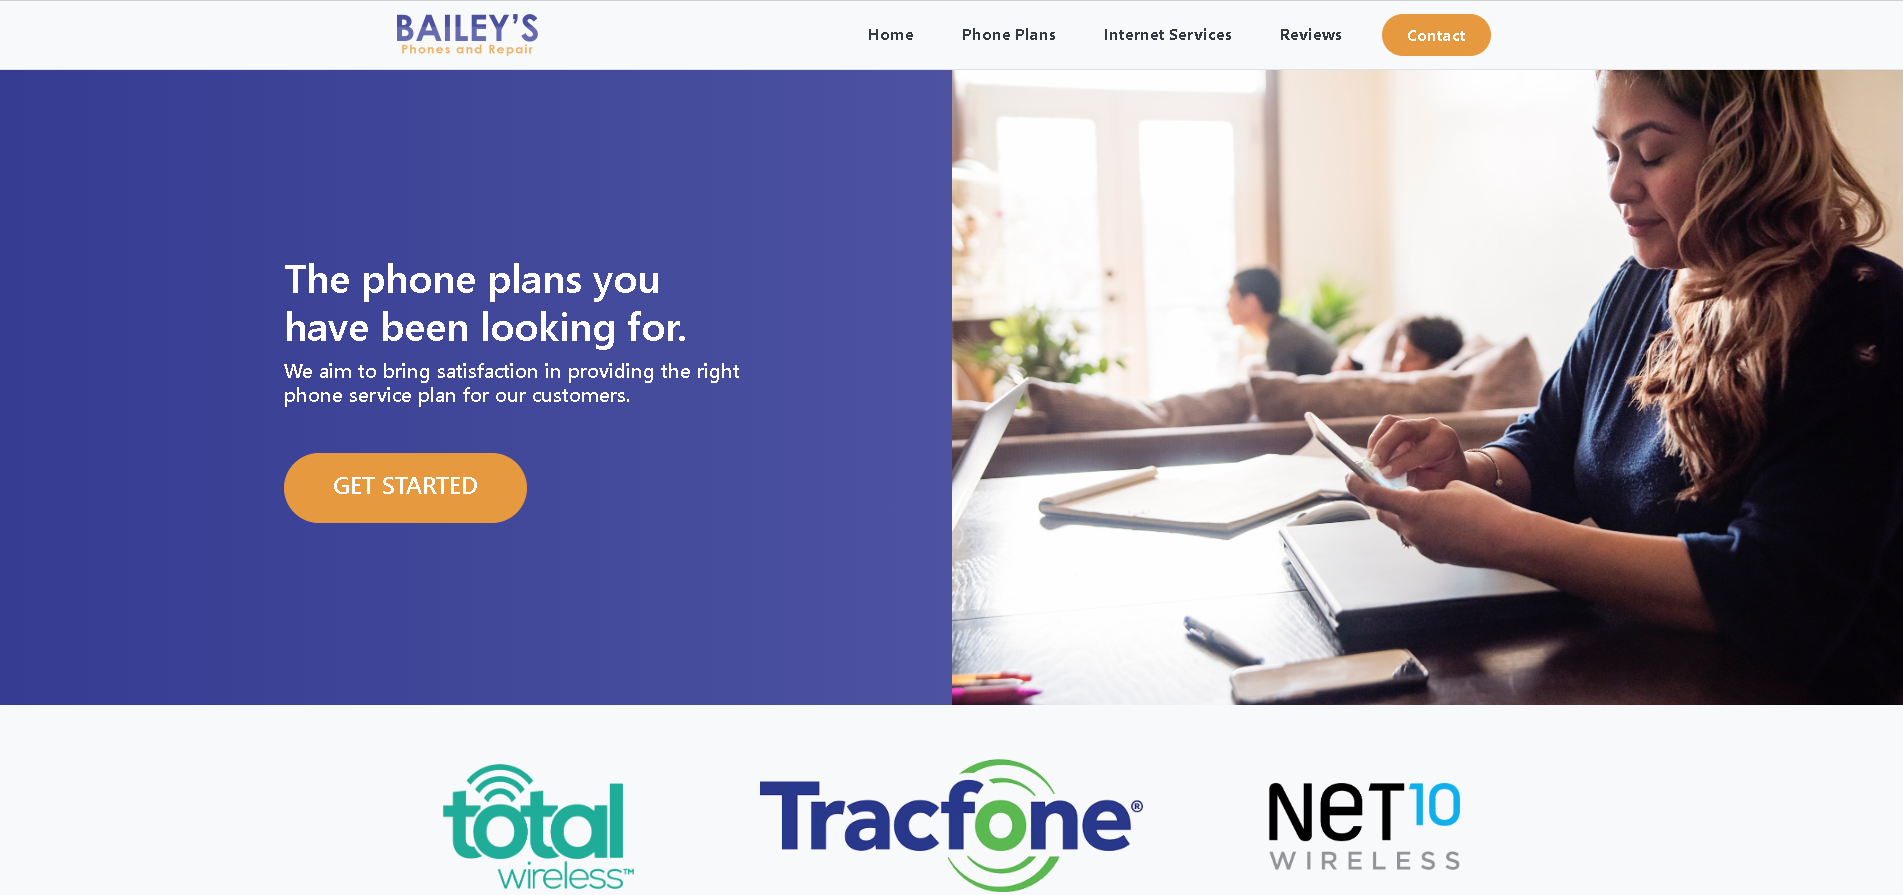 BAILEY'S
Phones and Repair
Home
Phone Plans
Internet Services
Reviews
Contact
The phone plans you
have been looking for.
We aim to bring satisfaction in providing the right
phone service plan for our customers.
GET STARTED
total
wireless™
Tracfone®
NET10
WIRELESS